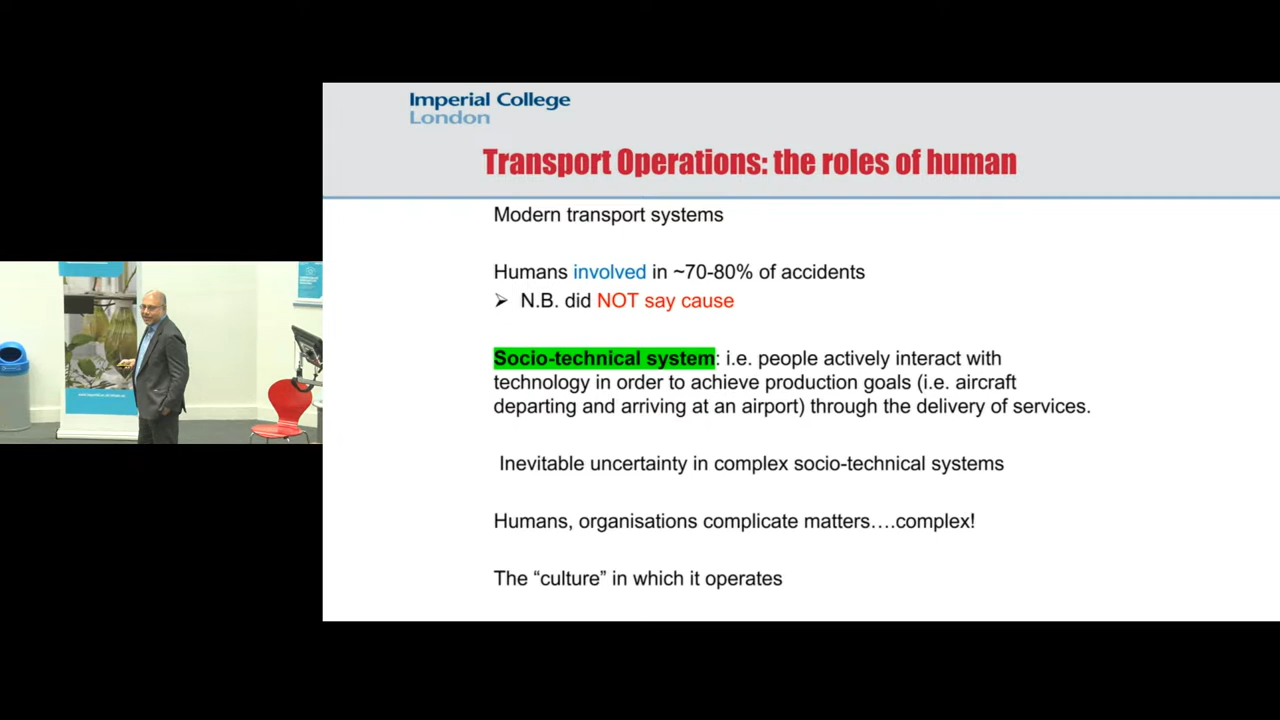 Imperial College
London
Transport Operations: the roles of human
Modern transport systems
Humans involved in ~70-80% of accidents
➢ N.B. did NOT say cause
Socio-technical system: i.e. people actively interact with
technology in order to achieve production goals (i.e. aircraft
departing and arriving at an airport) through the delivery of services.
Inevitable uncertainty in complex socio-technical systems
Humans, organisations complicate matters….complex!
The “culture” in which it operates